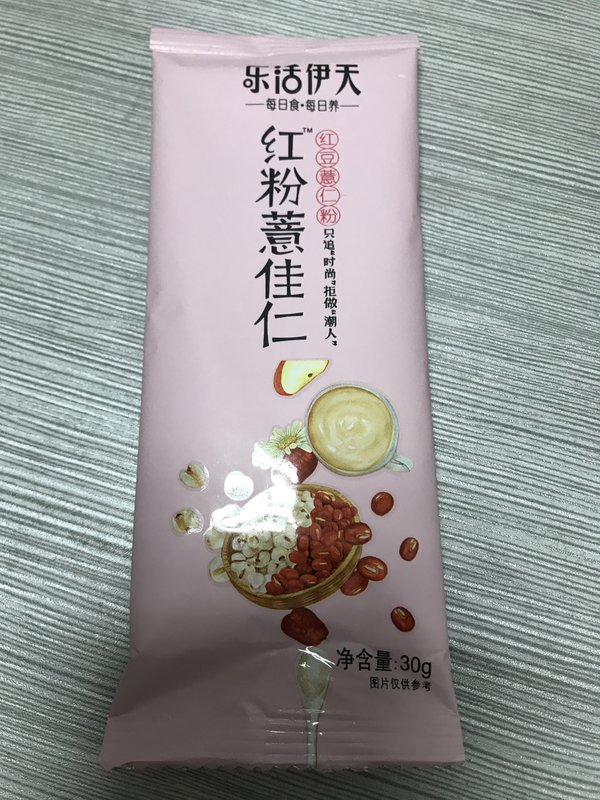 乐活伊天
每日食•每日养
红粉薏佳仁™
红豆薏仁粉
只追"时尚"拒做"潮人"
净含量:30g
图片仅供参考